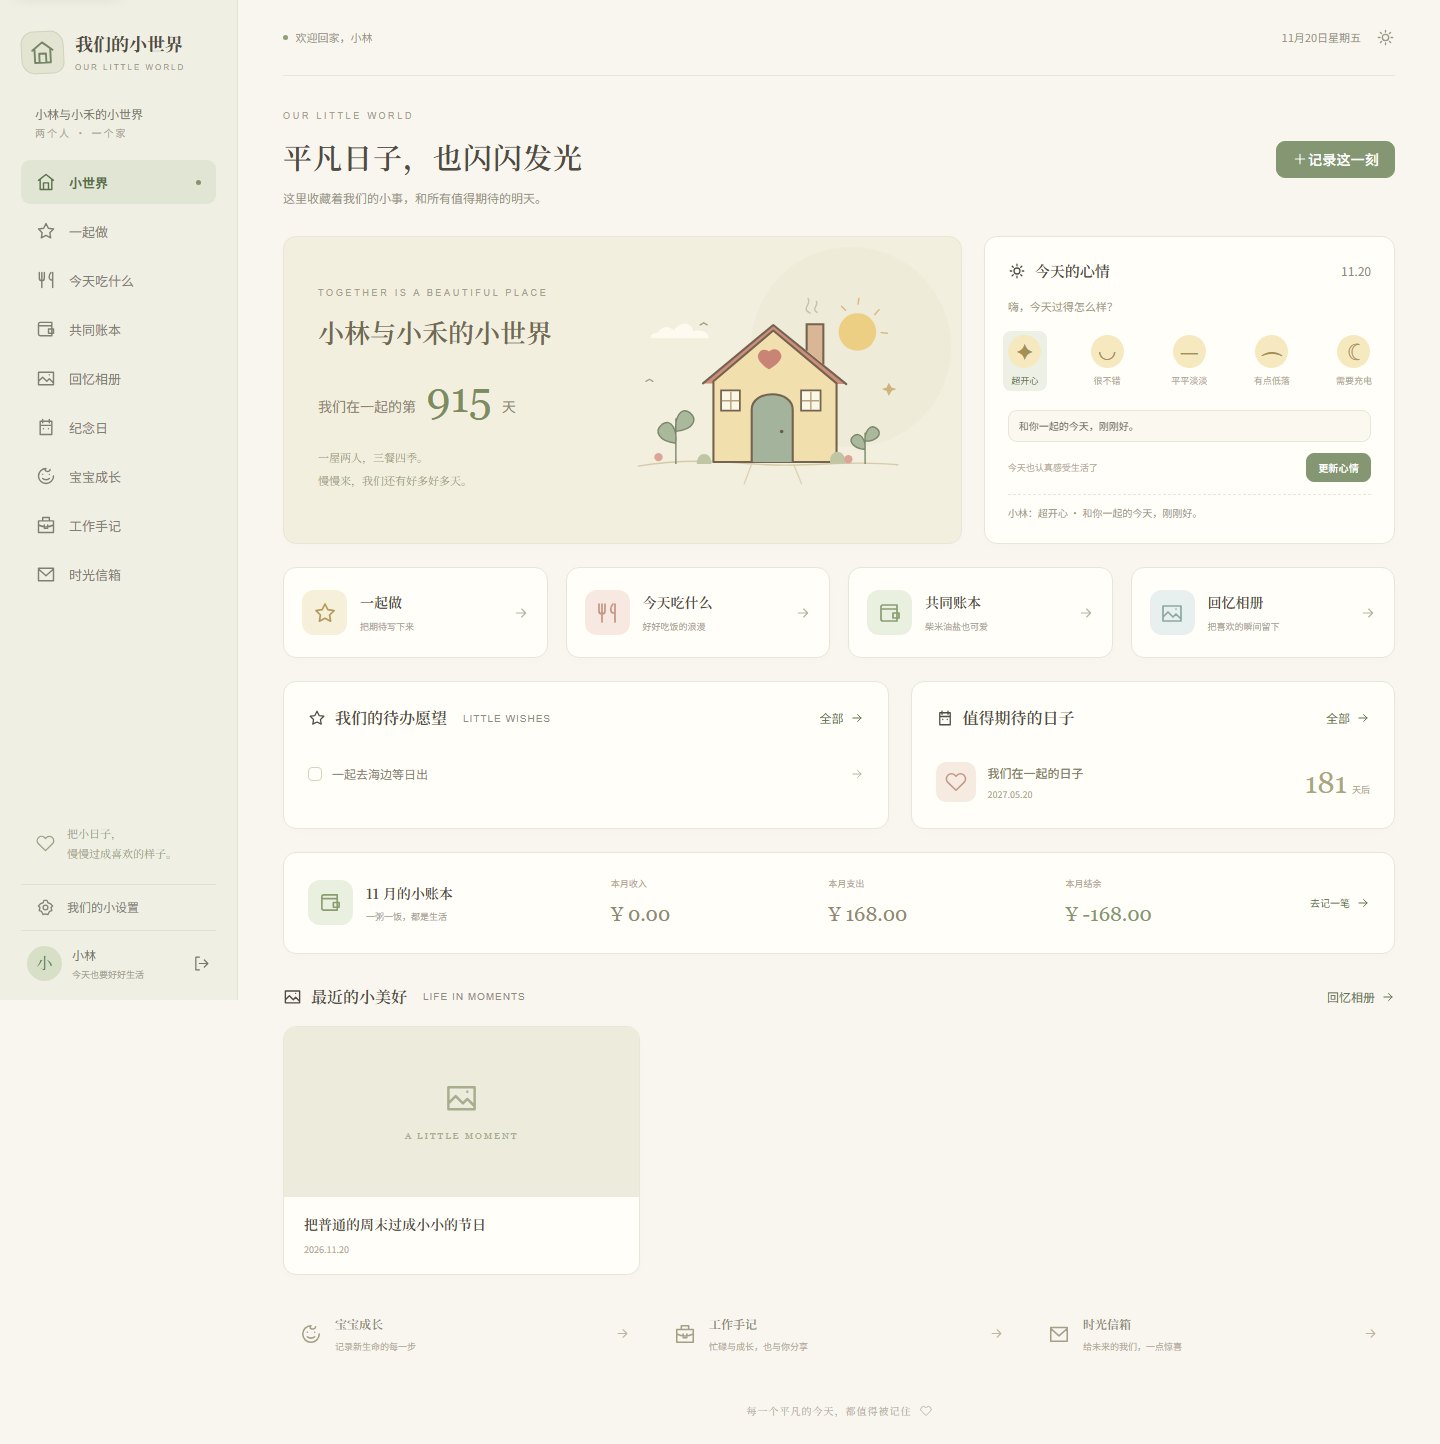 我们的小世界
OUR LITTLE WORLD
小林与小禾的小世界
两个人 · 一个家
小世界
一起做
今天吃什么
共同账本
回忆相册
纪念日
宝宝成长
工作手记
时光信箱
把小日子，
慢慢过成喜欢的样子。
我们的小设置
小
小林
今天也要好好生活
欢迎回家，小林
11月20日星期五
OUR LITTLE WORLD
平凡日子，也闪闪发光
这里收藏着我们的小事，和所有值得期待的明天。
＋记录这一刻
TOGETHER IS A BEAUTIFUL PLACE
小林与小禾的小世界
我们在一起的第 915 天
一屋两人，三餐四季。
慢慢来，我们还有好多好多天。
今天的心情
11.20
嗨，今天过得怎么样？
超开心
很不错
平平淡淡
有点低落
需要充电
和你一起的今天，刚刚好。
今天也认真感受生活了
更新心情
小林：超开心 · 和你一起的今天，刚刚好。
一起做
把期待写下来
今天吃什么
好好吃饭的浪漫
共同账本
柴米油盐也可爱
回忆相册
把喜欢的瞬间留下
我们的待办愿望 LITTLE WISHES
全部
一起去海边等日出
值得期待的日子
全部
我们在一起的日子
2027.05.20
181 天后
11 月的小账本
一粥一饭，都是生活
本月收入
¥ 0.00
本月支出
¥ 168.00
本月结余
¥ -168.00
去记一笔
最近的小美好 LIFE IN MOMENTS
回忆相册
A LITTLE MOMENT
把普通的周末过成小小的节日
2026.11.20
宝宝成长
记录新生命的每一步
工作手记
忙碌与成长，也与你分享
时光信箱
给未来的我们，一点惊喜
每一个平凡的今天，都值得被记住